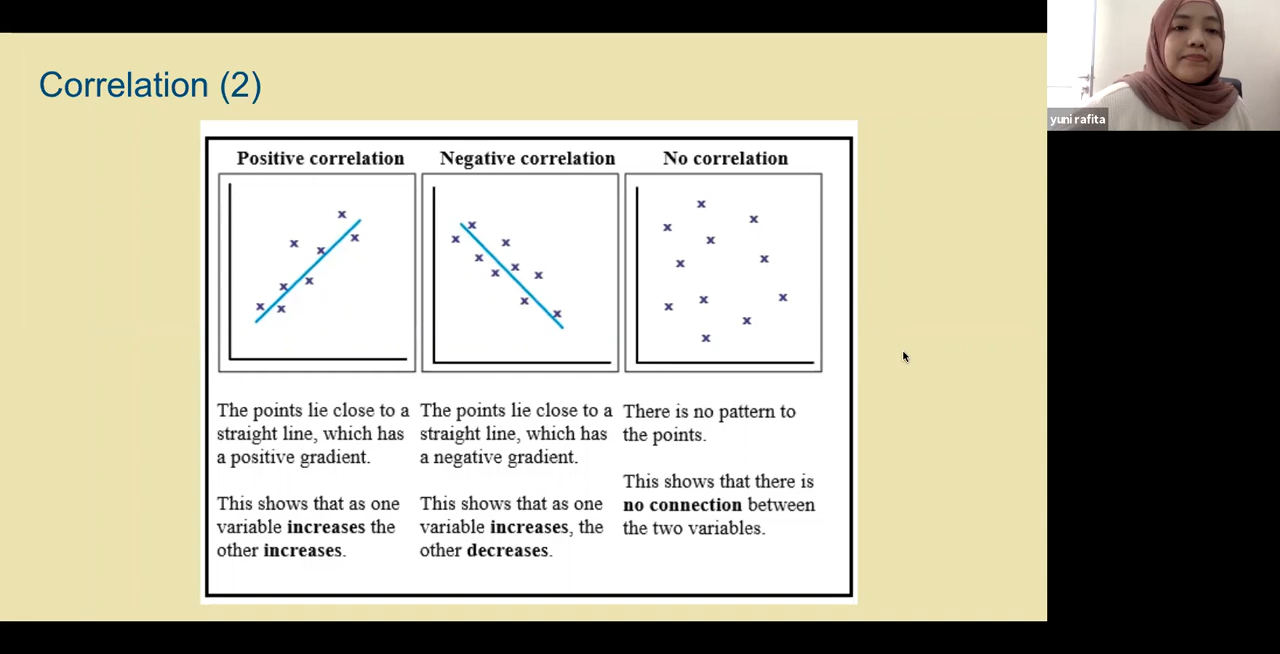 Correlation (2)
yuni rafita
Positive correlation
Negative correlation
No correlation
The points lie close to a
straight line, which has
a positive gradient.
This shows that as one
variable increases the
other increases.
The points lie close to a
straight line, which has
a negative gradient.
This shows that as one
variable increases, the
other decreases.
There is no pattern to
the points.
This shows that there is
no connection between
the two variables.